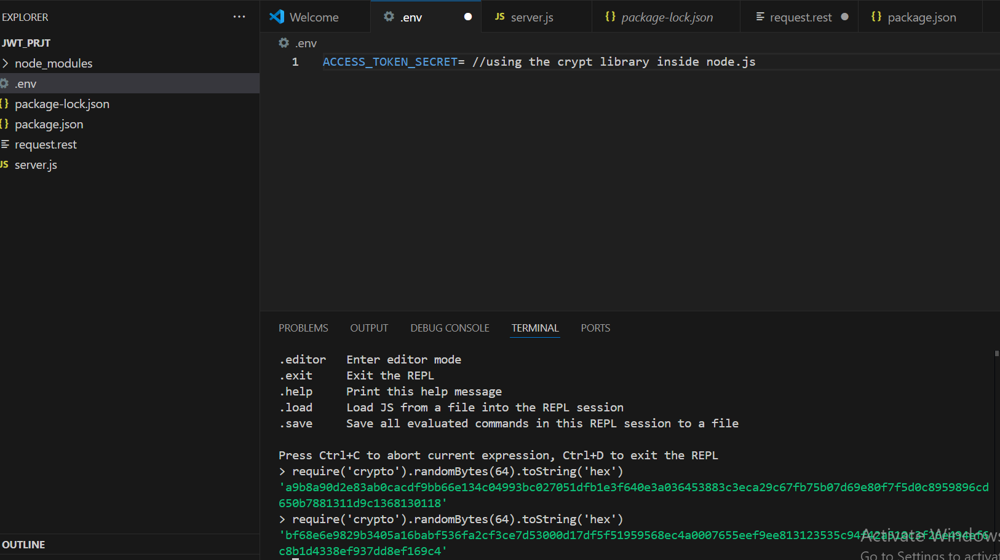 EXPLORER
Welcome
.env
server.js
package-lock.json
request.rest
package.json
JWT_PRJT
node_modules
.env
package-lock.json
package.json
request.rest
server.js
OUTLINE
.env
1 ACCESS_TOKEN_SECRET= //using the crypt library inside node.js
PROBLEMS OUTPUT DEBUG CONSOLE TERMINAL PORTS
.editor Enter editor mode
.exit Exit the REPL
.help Print this help message
.load Load JS from a file into the REPL session
.save Save all evaluated commands in this REPL session to a file
Press Ctrl+C to abort current expression, Ctrl+D to exit the REPL
> require('crypto').randomBytes(64).toString('hex')
'a9b8a90d2e83ab0cacdf9bb66e134c04993bc027051dfb1e3f640e3a036453883c3eca29c67fb75b07d69e80f7f5d0c8959896cd
650b7881311d9c1368130118'
> require('crypto').randomBytes(64).toString('hex')
c8b1d4338ef937dd8ef169c4'
Activate Windows
Go to Settings to activa